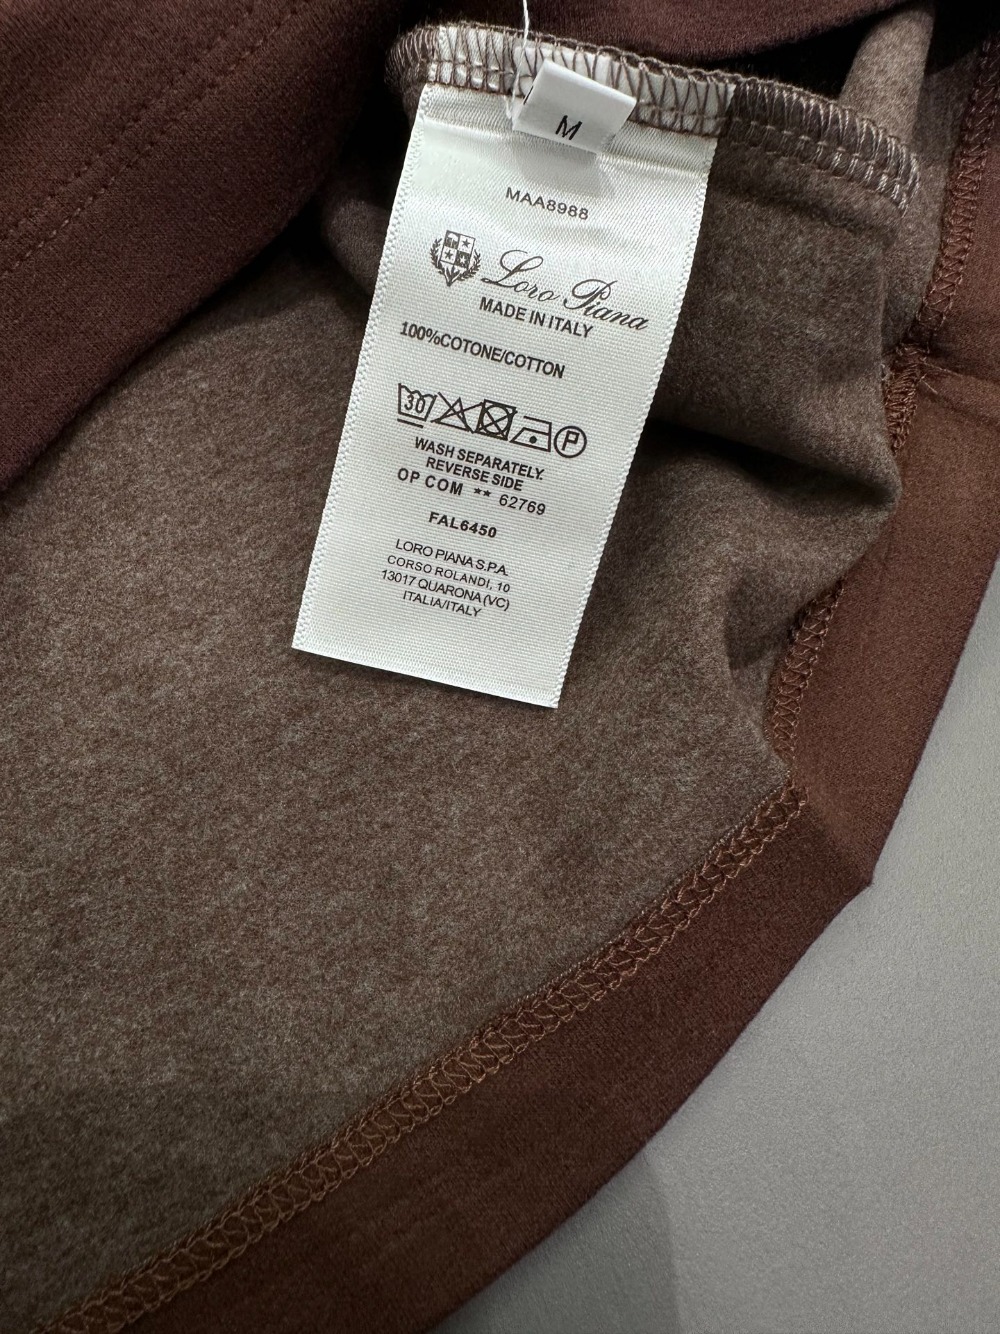 M
MAA8988
Loro Piana
MADE IN ITALY
100%COTONE/COTTON
30 P
WASH SEPARATELY.
REVERSE SIDE
OP COM ** 62769
FAL6450
LORO PIANA S.P.A.
CORSO ROLANDI, 10
13017 QUARONA (VC)
ITALIA/ITALY